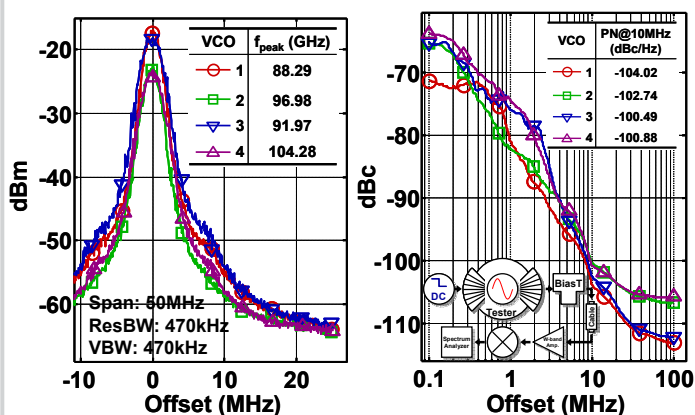 -20
-30
-40
-50
-60
dBm
VCO f_peak (GHz)
1 88.29
2 96.98
3 91.97
4 104.28
Span: 50MHz
ResBW: 470kHz
VBW: 470kHz
-10 0 10 20
Offset (MHz)
-70
-80
-90
-100
-110
dBc
VCO PN@10MHz
(dBc/Hz)
1 -104.02
2 -102.74
3 -100.49
4 -100.88
DC
Tester
BiasT
Cable
Spectrum
Analyzer
W-band
Amp.
0.1 1 10 100
Offset (MHz)